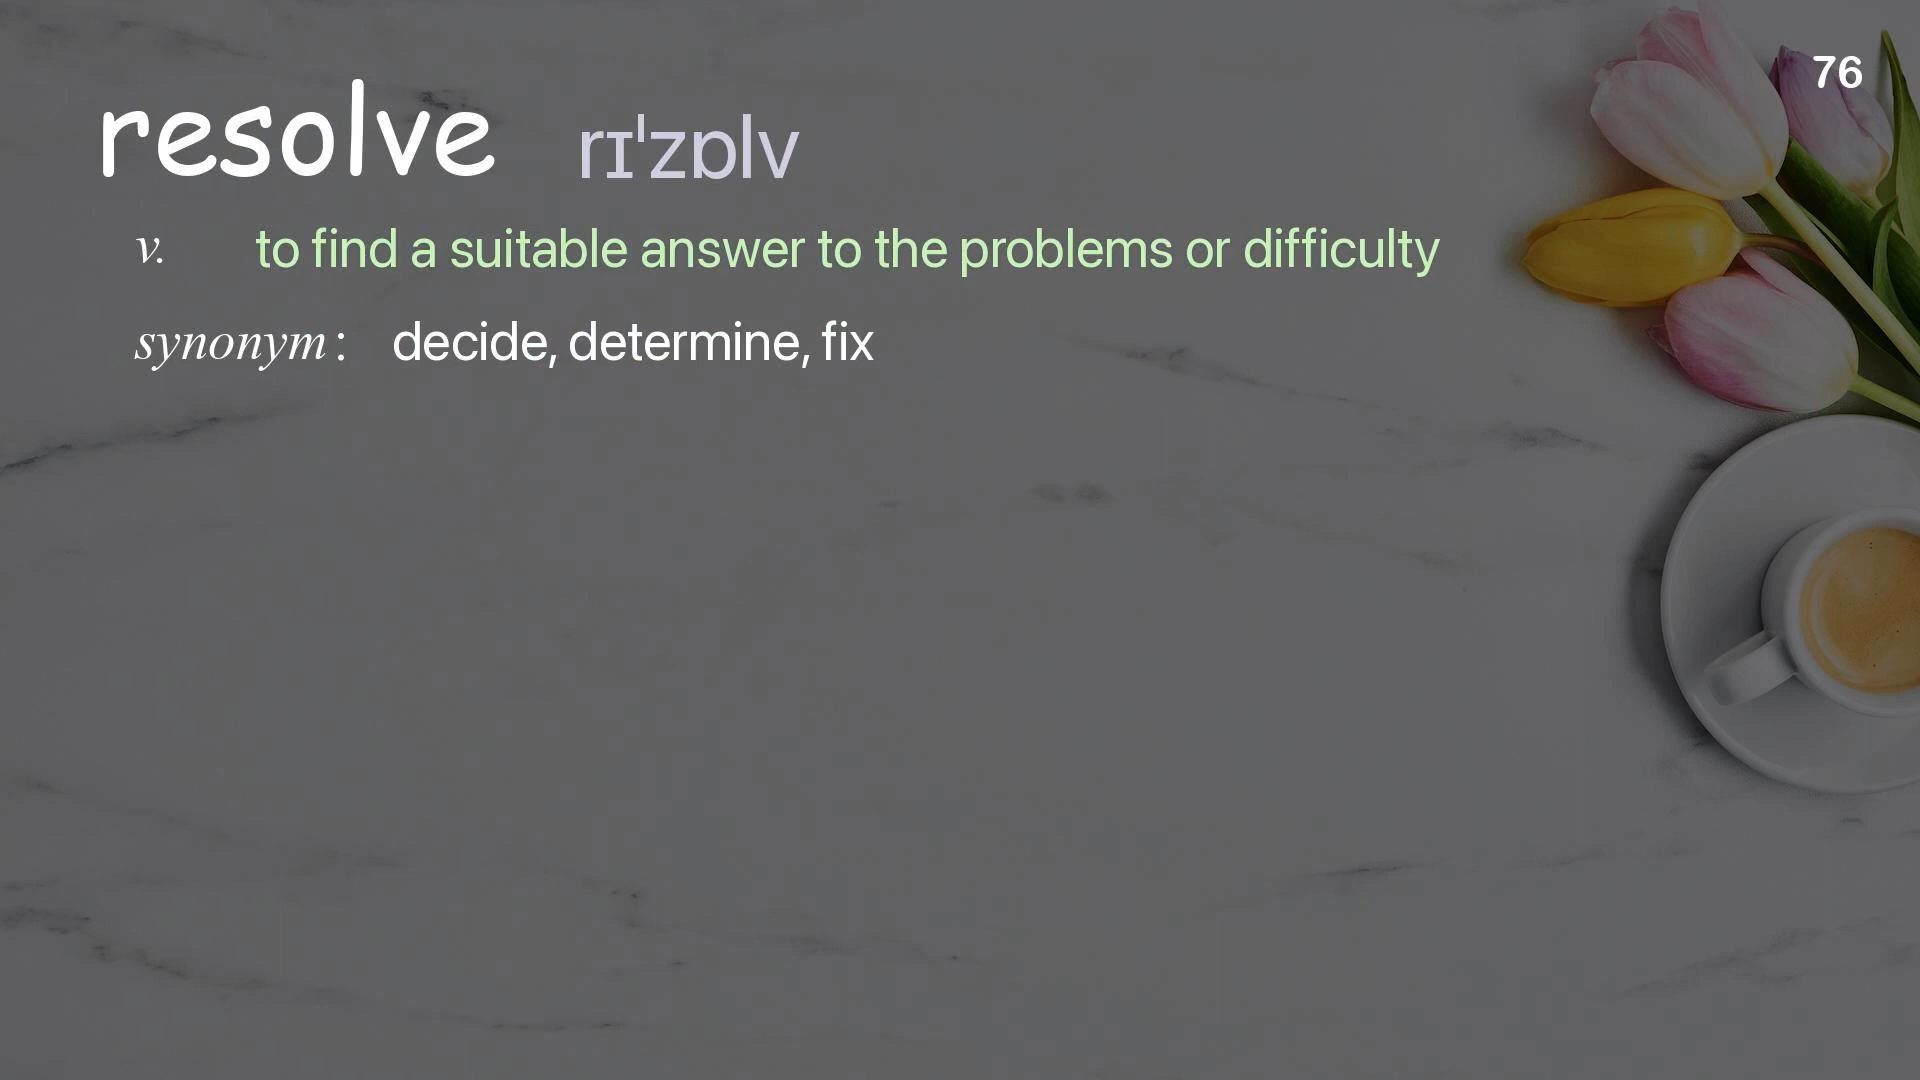 76
resolve rɪˈzɒlv
v. to find a suitable answer to the problems or difficulty
synonym: decide, determine, fix